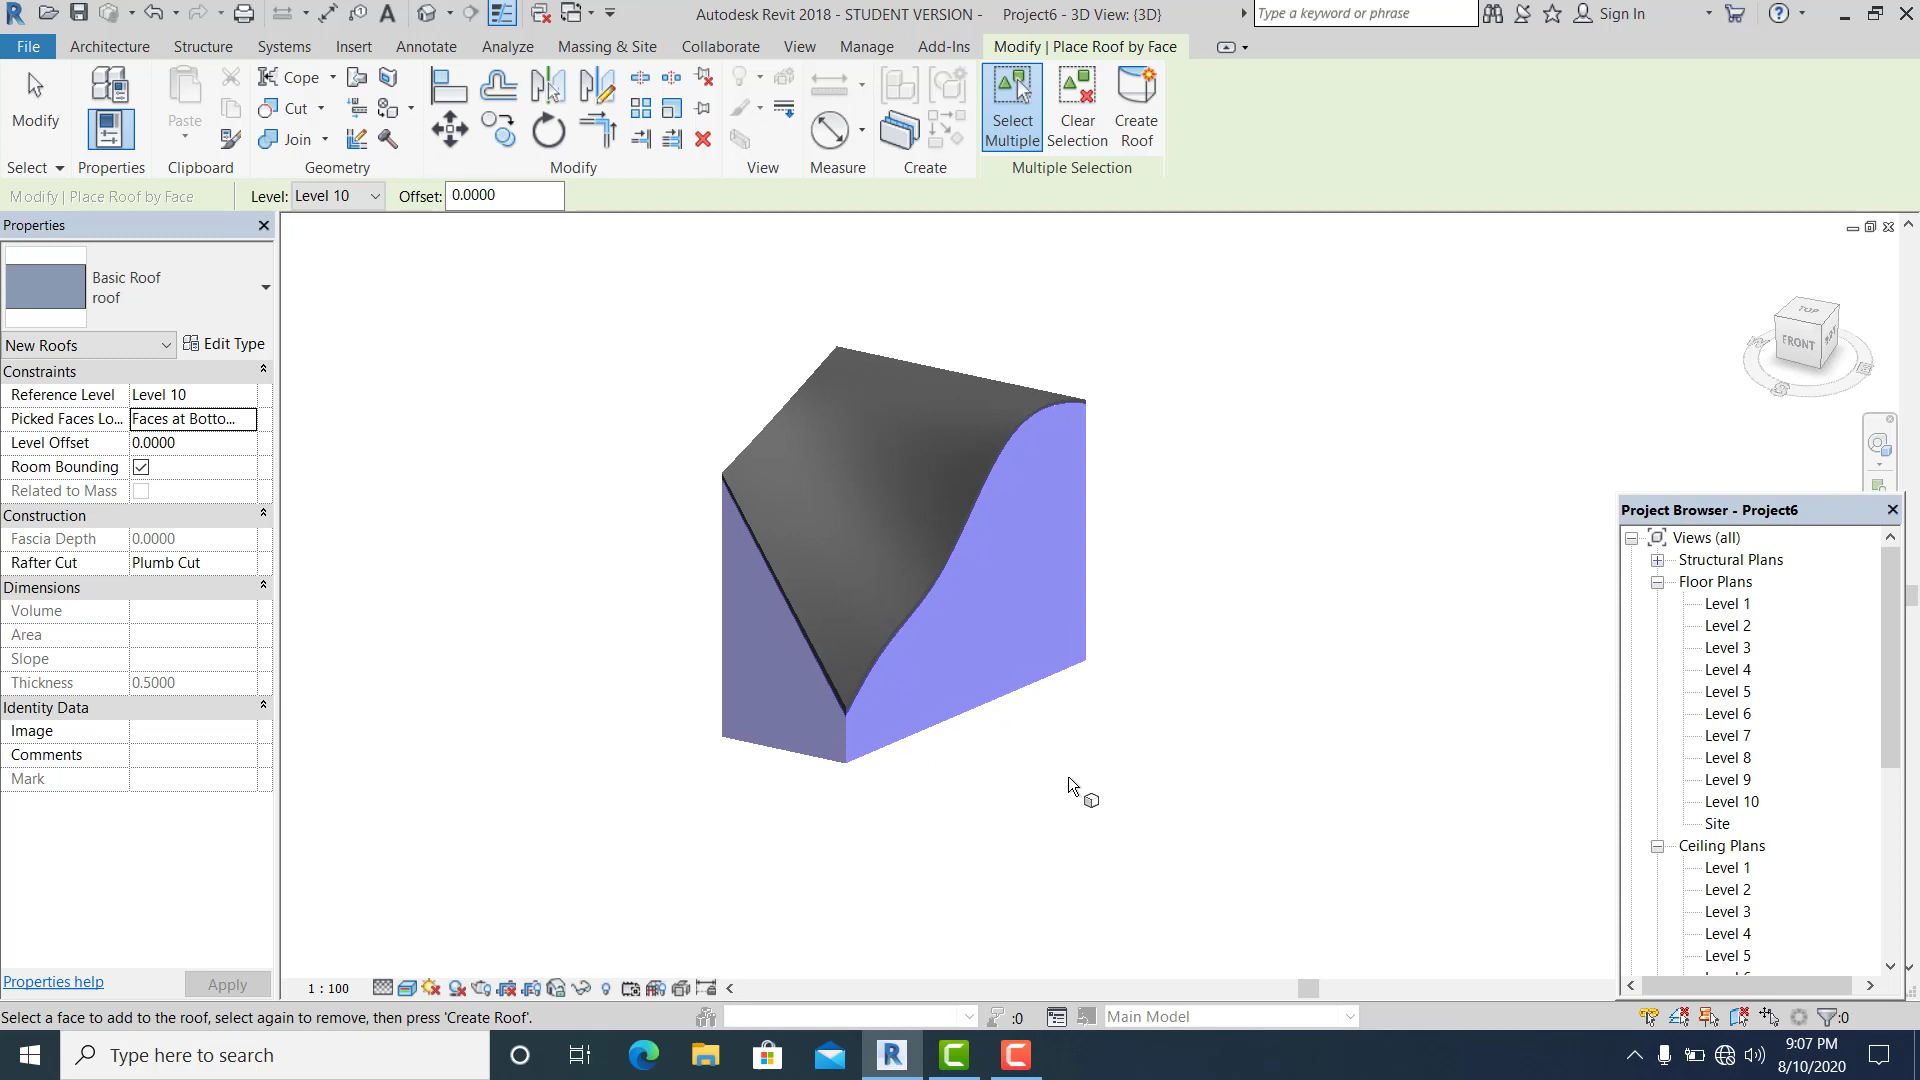 Autodesk Revit 2018 - STUDENT VERSION - Project6 - 3D View: {3D}
Type a keyword or phrase
Sign In
File Architecture Structure Systems Insert Annotate Analyze Massing & Site Collaborate View Manage Add-Ins Modify | Place Roof by Face
Modify
Paste
Cope
Cut
Join
Select Multiple
Clear Selection
Create Roof
Select Properties Clipboard Geometry Modify View Measure Create Multiple Selection
Modify | Place Roof by Face Level: Level 10 Offset: 0.0000
Properties
Basic Roof
roof
New Roofs Edit Type
Constraints
Reference Level Level 10
Picked Faces Lo... Faces at Botto...
Level Offset 0.0000
Room Bounding
Related to Mass
Construction
Fascia Depth 0.0000
Rafter Cut Plumb Cut
Dimensions
Volume
Area
Slope
Thickness 0.5000
Identity Data
Image
Comments
Mark
Properties help Apply
TOP
FRONT
Project Browser - Project6
Views (all)
Structural Plans
Floor Plans
Level 1
Level 2
Level 3
Level 4
Level 5
Level 6
Level 7
Level 8
Level 9
Level 10
Site
Ceiling Plans
Level 1
Level 2
Level 3
Level 4
Level 5
1 : 100
Select a face to add to the roof, select again to remove, then press 'Create Roof'.
:0
Main Model
:0
Type here to search
9:07 PM
8/10/2020